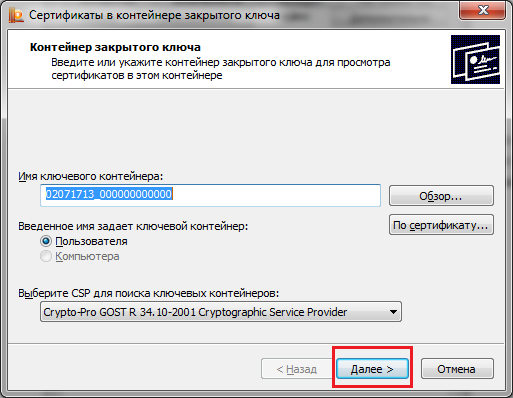 Сертификаты в контейнере закрытого ключа
Контейнер закрытого ключа
Введите или укажите контейнер закрытого ключа для просмотра
сертификатов в этом контейнере
Имя ключевого контейнера:
02071713_000000000000
Обзор...
По сертификату...
Введенное имя задает ключевой контейнер:
Пользователя
Компьютера
Выберите CSP для поиска ключевых контейнеров:
Crypto-Pro GOST R 34.10-2001 Cryptographic Service Provider
< Назад
Далее >
Отмена